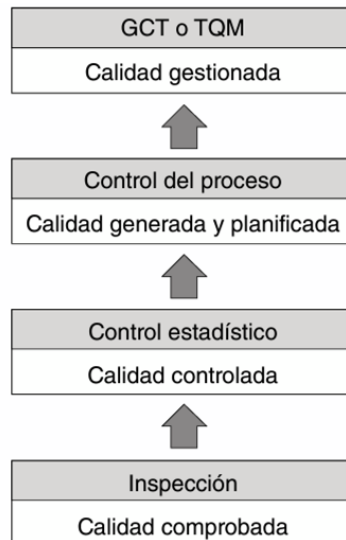 GCT o TQM
Calidad gestionada
Control del proceso
Calidad generada y planificada
Control estadístico
Calidad controlada
Inspección
Calidad comprobada